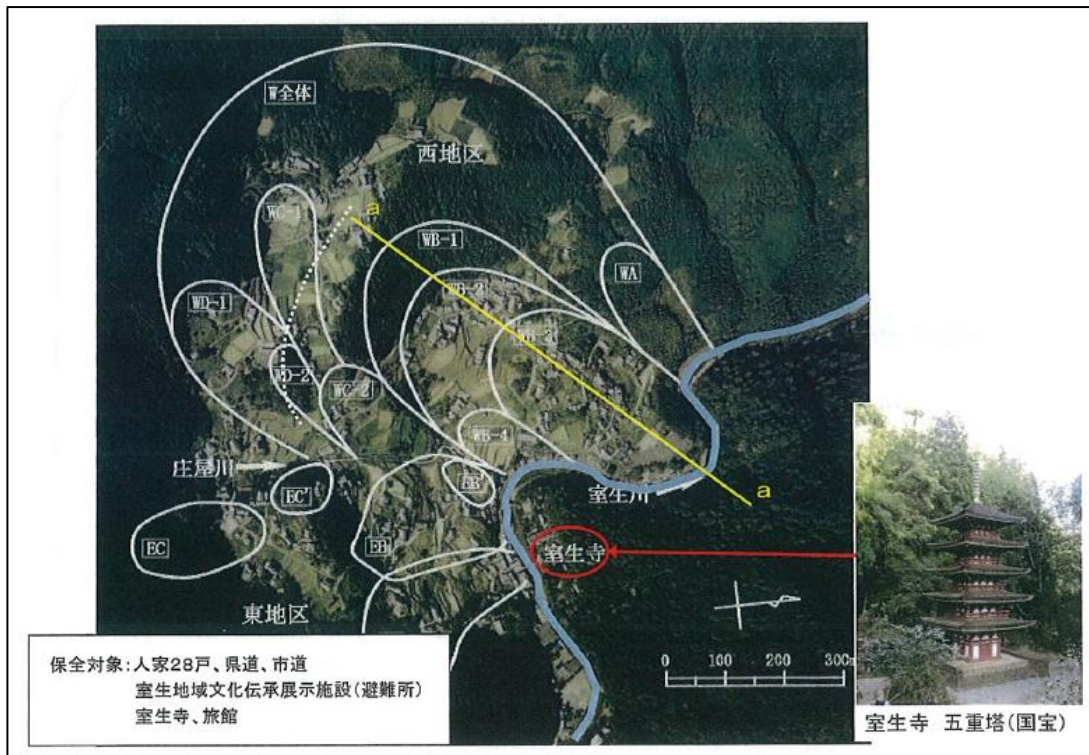 W全体
西地区
WC-1
a
WB-1
WA
WD-1
WB-2
WB-3
WD-2
WC-2
WB-4
庄屋川
EC'
EB'
室生川
a
EC
EB
室生寺
東地区
0 100 200 300m
保全対象:人家28戸、県道、市道
室生地域文化伝承展示施設(避難所)
室生寺、旅館
室生寺 五重塔(国宝)